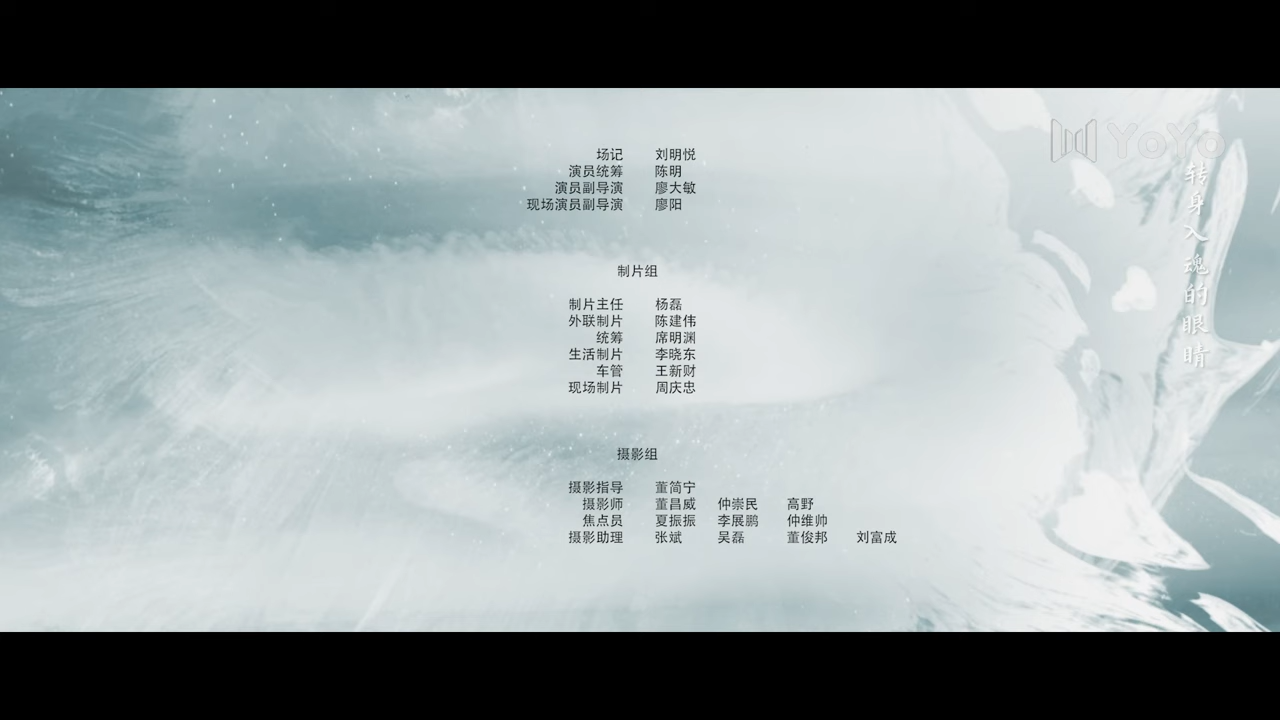 场记 刘明悦
演员统筹 陈明
演员副导演 廖大敏
现场演员副导演 廖阳
制片组
制片主任 杨磊
外联制片 陈建伟
统筹 席明渊
生活制片 李晓东
车管 王新财
现场制片 周庆忠
摄影组
摄影指导 董简宁
摄影师 董昌威 仲崇民 高野
焦点员 夏振振 李展鹏 仲维帅
摄影助理 张斌 吴磊 董俊邦 刘富成
YoYo
转身入魂的眼睛